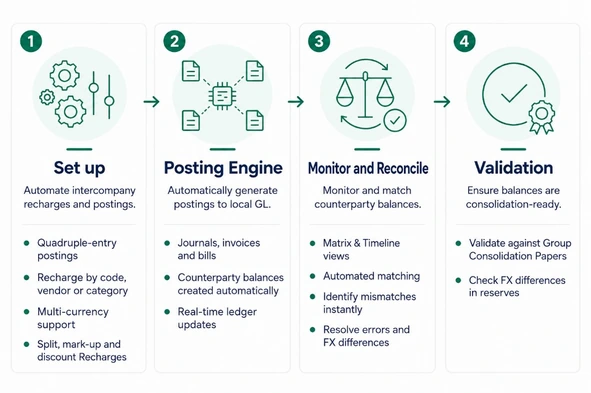 1
Set up
Automate intercompany
recharges and postings.
Quadruple-entry
postings
Recharge by code,
vendor or category
Multi-currency
support
Split, mark-up and
discount Recharges
2
Posting Engine
Automatically generate
postings to local GL.
Journals, invoices
and bills
Counterparty balances
created automatically
Real-time ledger
updates
3
Monitor and Reconcile
Monitor and match
counterparty balances.
Matrix & Timeline
views
Automated matching
Identify mismatches
instantly
Resolve errors and
FX differences
4
Validation
Ensure balances are
consolidation-ready.
Validate against Group
Consolidation Papers
Check FX differences
in reserves